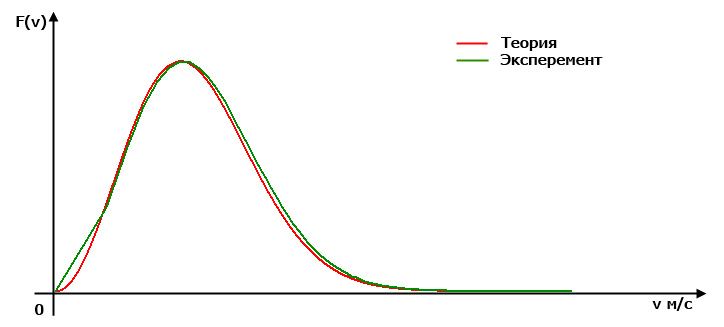 F(v)
Теория
Эксперемент
0
v м/с